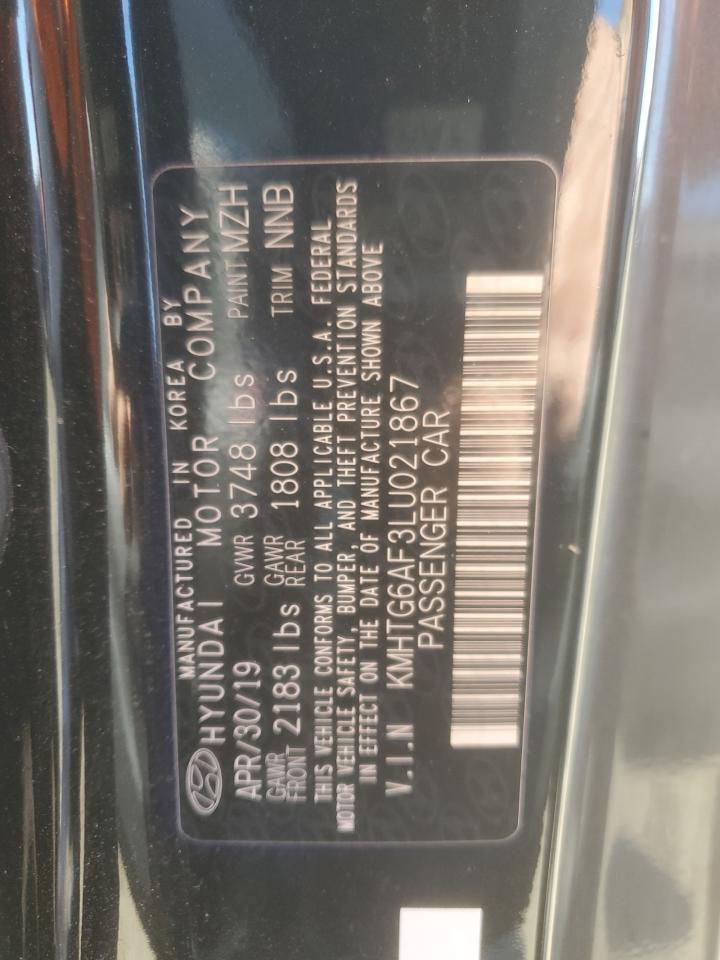 MANUFACTURED IN KOREA BY
HYUNDAI MOTOR COMPANY
APR/30/19 GVWR 3748 lbs PAINT MZH
GAWR FRONT 2183 lbs GAWR REAR 1808 lbs TRIM NNB
THIS VEHICLE CONFORMS TO ALL APPLICABLE U.S.A. FEDERAL
MOTOR VEHICLE SAFETY, BUMPER, AND THEFT PREVENTION STANDARDS
IN EFFECT ON THE DATE OF MANUFACTURE SHOWN ABOVE
V.I.N KMHTG6AF3LU021867
PASSENGER CAR